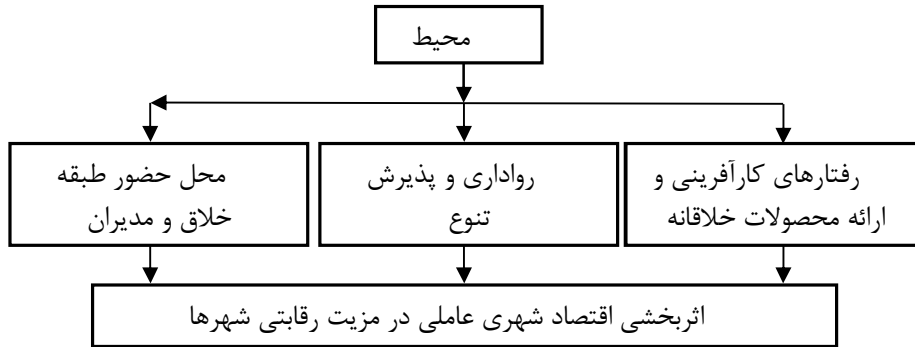 محیط
رفتارهای کارآفرینی و
ارائه محصولات خلاقانه
رواداری و پذیرش
تنوع
محل حضور طبقه
خلاق و مدیران
اثربخشی اقتصاد شهری عاملی در مزیت رقابتی شهرها